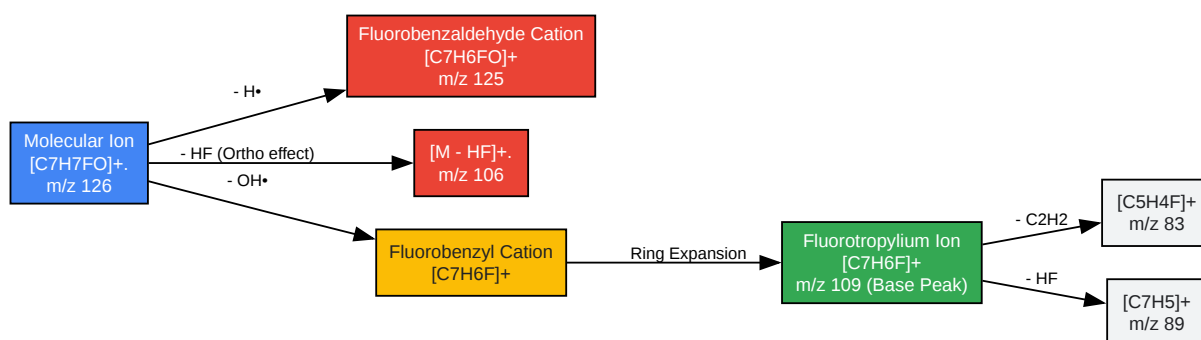 Fluorobenzaldehyde Cation
[C7H6FO]+
m/z 125
- H•
Molecular Ion
[C7H7FO]+.
m/z 126
- HF (Ortho effect)
[M - HF]+.
m/z 106
- OH•
Fluorobenzyl Cation
[C7H6F]+
Ring Expansion
Fluorotropylium Ion
[C7H6F]+
m/z 109 (Base Peak)
- C2H2
[C5H4F]+
m/z 83
- HF
[C7H5]+
m/z 89